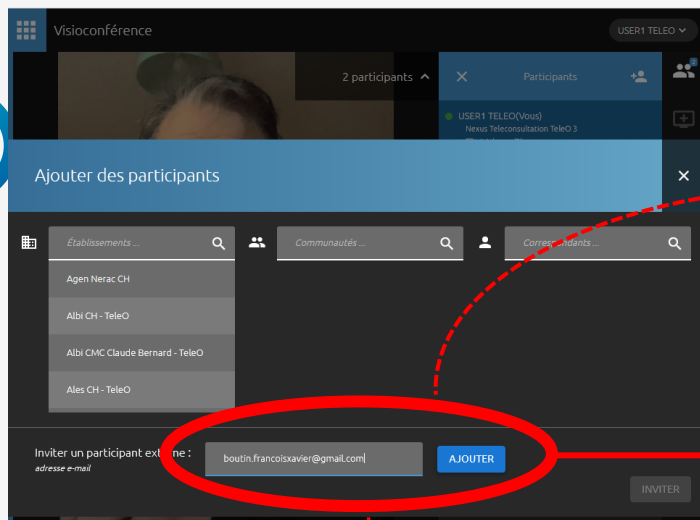 Visioconférence
USER1 TELEO
2 participants
Participants
USER1 TELEO(Vous)
Nexus Teleconsultation TeleO 3
Ajouter des participants
Établissements ...
Communautés ...
Correspondants ...
Agen Nerac CH
Albi CH - TeleO
Albi CMC Claude Bernard - TeleO
Ales CH - TeleO
Inviter un participant externe :
adresse e-mail
boutin.francoisxavier@gmail.com
AJOUTER
INVITER